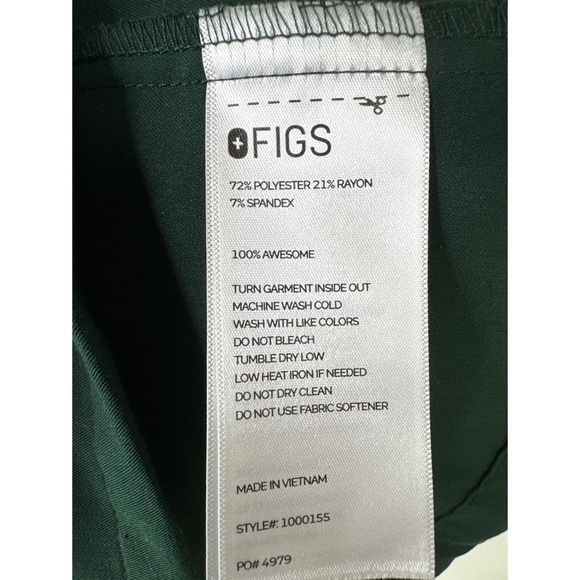 FIGS
72% POLYESTER 21% RAYON
7% SPANDEX
100% AWESOME
TURN GARMENT INSIDE OUT
MACHINE WASH COLD
WASH WITH LIKE COLORS
DO NOT BLEACH
TUMBLE DRY LOW
LOW HEAT IRON IF NEEDED
DO NOT DRY CLEAN
DO NOT USE FABRIC SOFTENER
MADE IN VIETNAM
STYLE#: 1000155
PO# 4979